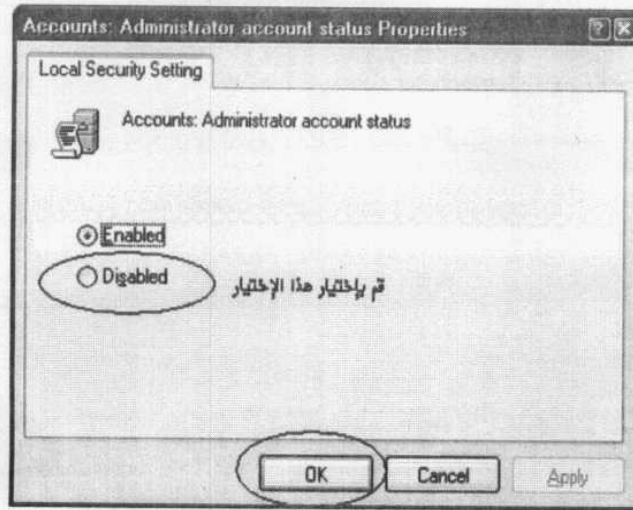 Accounts: Administrator account status Properties
Local Security Setting
Accounts: Administrator account status
Enabled
Disabled
قم بإختيار هذا الإختيار
OK Cancel Apply